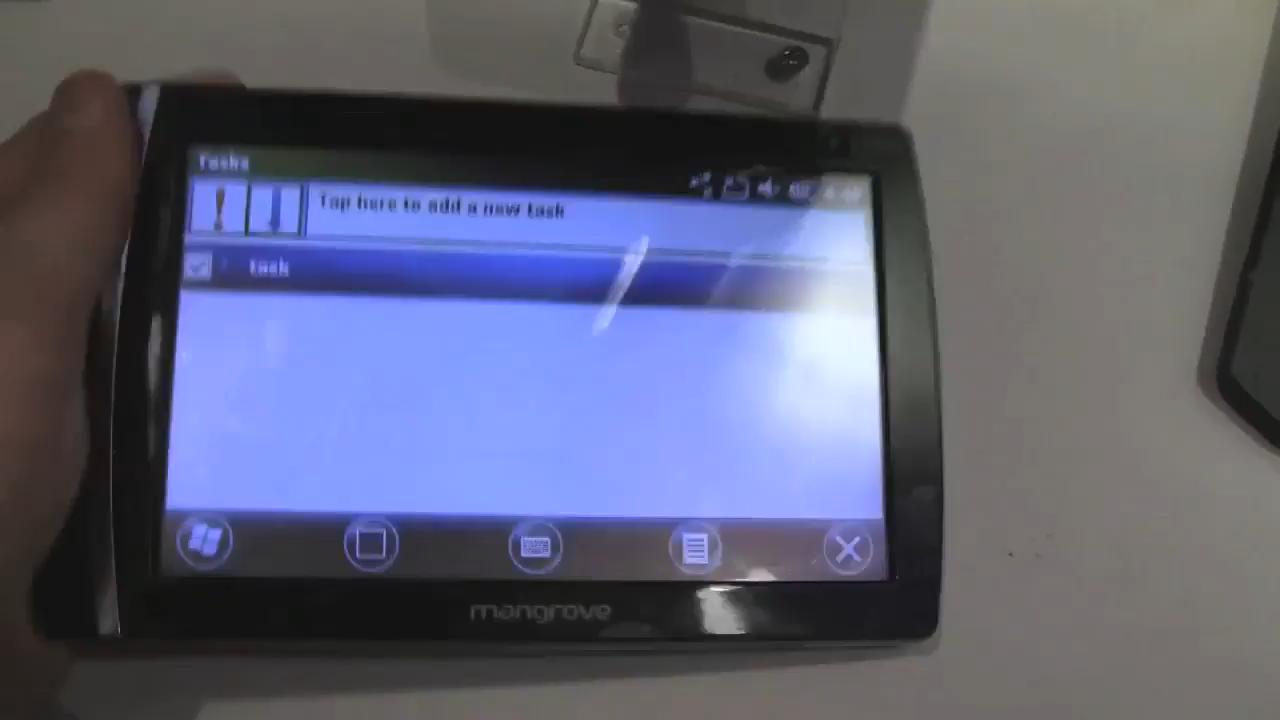 Tasks
Tap here to add a new task
task
mangrove